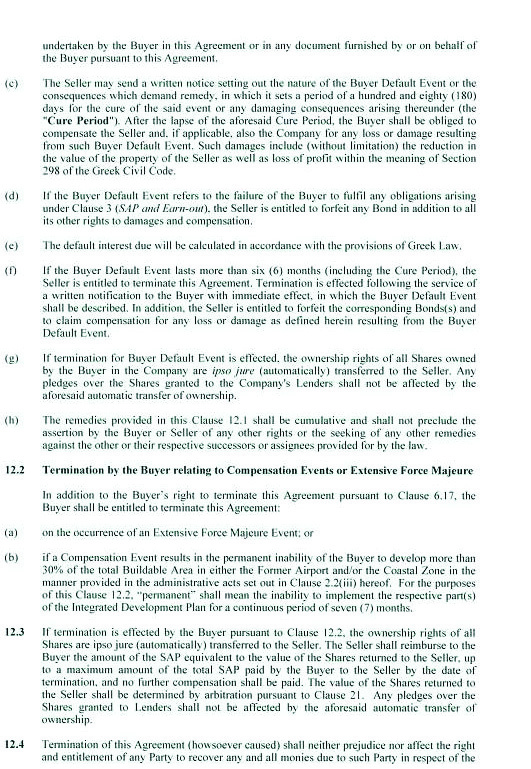 undertaken by the Buyer in this Agreement or in any document furnished by or on behalf of
the Buyer pursuant to this Agreement.
(c) The Seller may send a written notice setting out the nature of the Buyer Default Event or the
consequences which demand remedy, in which it sets a period of a hundred and eighty (180)
days for the cure of the said event or any damaging consequences arising thereunder (the
"Cure Period"). After the lapse of the aforesaid Cure Period, the Buyer shall be obliged to
compensate the Seller and, if applicable, also the Company for any loss or damage resulting
from such Buyer Default Event. Such damages include (without limitation) the reduction in
the value of the property of the Seller as well as loss of profit within the meaning of Section
298 of the Greek Civil Code.
(d) If the Buyer Default Event refers to the failure of the Buyer to fulfil any obligations arising
under Clause 3 (SAP and Earn-out), the Seller is entitled to forfeit any Bond in addition to all
its other rights to damages and compensation.
(e) The default interest due will be calculated in accordance with the provisions of Greek Law.
(f) If the Buyer Default Event lasts more than six (6) months (including the Cure Period), the
Seller is entitled to terminate this Agreement. Termination is effected following the service of
a written notification to the Buyer with immediate effect, in which the Buyer Default Event
shall be described. In addition, the Seller is entitled to forfeit the corresponding Bonds(s) and
to claim compensation for any loss or damage as defined herein resulting from the Buyer
Default Event.
(g) If termination for Buyer Default Event is effected, the ownership rights of all Shares owned
by the Buyer in the Company are ipso jure (automatically) transferred to the Seller. Any
pledges over the Shares granted to the Company's Lenders shall not be affected by the
aforesaid automatic transfer of ownership.
(h) The remedies provided in this Clause 12.1 shall be cumulative and shall not preclude the
assertion by the Buyer or Seller of any other rights or the seeking of any other remedies
against the other or their respective successors or assignees provided for by the law.
12.2 Termination by the Buyer relating to Compensation Events or Extensive Force Majeure
In addition to the Buyer's right to terminate this Agreement pursuant to Clause 6.17, the
Buyer shall be entitled to terminate this Agreement:
(a) on the occurrence of an Extensive Force Majeure Event; or
(b) if a Compensation Event results in the permanent inability of the Buyer to develop more than
30% of the total Buildable Area in either the Former Airport and/or the Coastal Zone in the
manner provided in the administrative acts set out in Clause 2.2(iii) hereof. For the purposes
of this Clause 12.2, "permanent" shall mean the inability to implement the respective part(s)
of the Integrated Development Plan for a continuous period of seven (7) months.
12.3 If termination is effected by the Buyer pursuant to Clause 12.2, the ownership rights of all
Shares are ipso jure (automatically) transferred to the Seller. The Seller shall reimburse to the
Buyer the amount of the SAP equivalent to the value of the Shares returned to the Seller, up
to a maximum amount of the total SAP paid by the Buyer to the Seller by the date of
termination, and no further compensation shall be paid. The value of the Shares returned to
the Seller shall be determined by arbitration pursuant to Clause 21. Any pledges over the
Shares granted to Lenders shall not be affected by the aforesaid automatic transfer of
ownership.
12.4 Termination of this Agreement (howsoever caused) shall neither prejudice nor affect the right
and entitlement of any Party to recover any and all monies due to such Party in respect of the